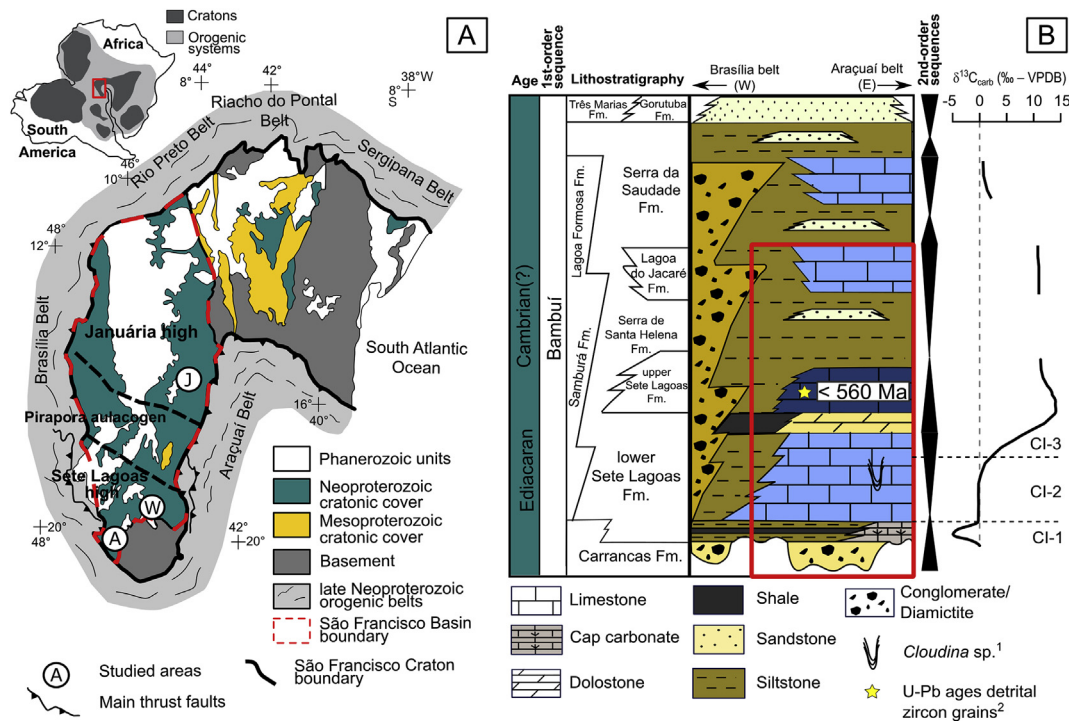 Cratons
Orogenic
systems
Africa
South
America
A
44
8°
42
38°W
8°
S
Riacho do Pontal
Belt
Rio Preto Belt
Sergipana Belt
46
10°
48
12°
Brasília Belt
Januária high
J
Pirapora aulacogen
Sete Lagoas
high
W
A
Araçuaí Belt
South Atlantic
Ocean
16°
40°
20°
48°
42
20°
Phanerozoic units
Neoproterozoic
cratonic cover
Mesoproterozoic
cratonic cover
Basement
late Neoproterozoic
orogenic belts
São Francisco Basin
boundary
A
Studied areas
Main thrust faults
São Francisco Craton
boundary
B
Age
1st-order
sequence
Lithostratigraphy
Brasília belt
(W)
Araçuaí belt
(E)
2nd-order
sequences
δ¹³Ccarb (‰ – VPDB)
-5 0 5 10 15
Ediacaran
Cambrian(?)
Bambuí
Três Marias
Fm.
Gorutuba
Fm.
Lagoa Formosa Fm.
Serra da
Saudade
Fm.
Lagoa
do Jacaré
Fm.
Serra de
Santa Helena
Fm.
Samburá Fm.
upper
Sete Lagoas
Fm.
lower
Sete Lagoas
Fm.
Carrancas Fm.
< 560 Ma
CI-3
CI-2
CI-1
Limestone
Cap carbonate
Dolostone
Shale
Sandstone
Siltstone
Conglomerate/
Diamictite
Cloudina sp.¹
U-Pb ages detrital
zircon grains²